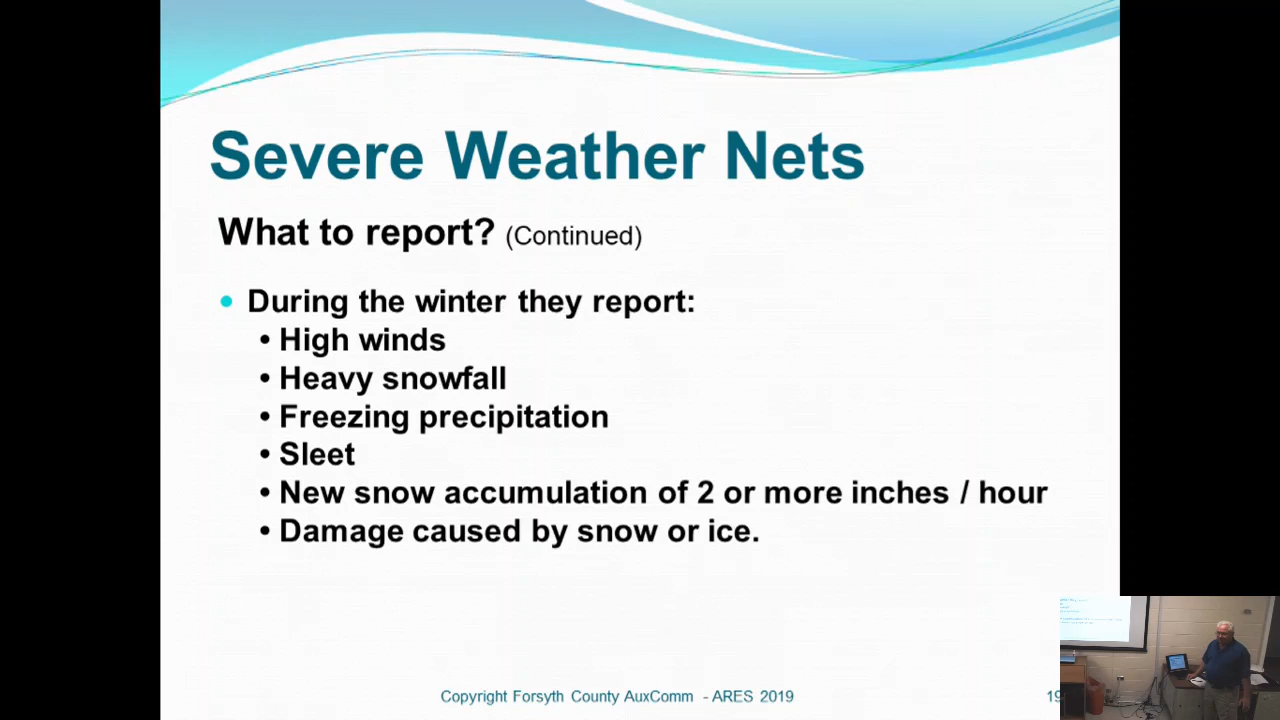 Severe Weather Nets
What to report? (Continued)
• During the winter they report:
• High winds
• Heavy snowfall
• Freezing precipitation
• Sleet
• New snow accumulation of 2 or more inches / hour
• Damage caused by snow or ice.
Copyright Forsyth County AuxComm - ARES 2019
19